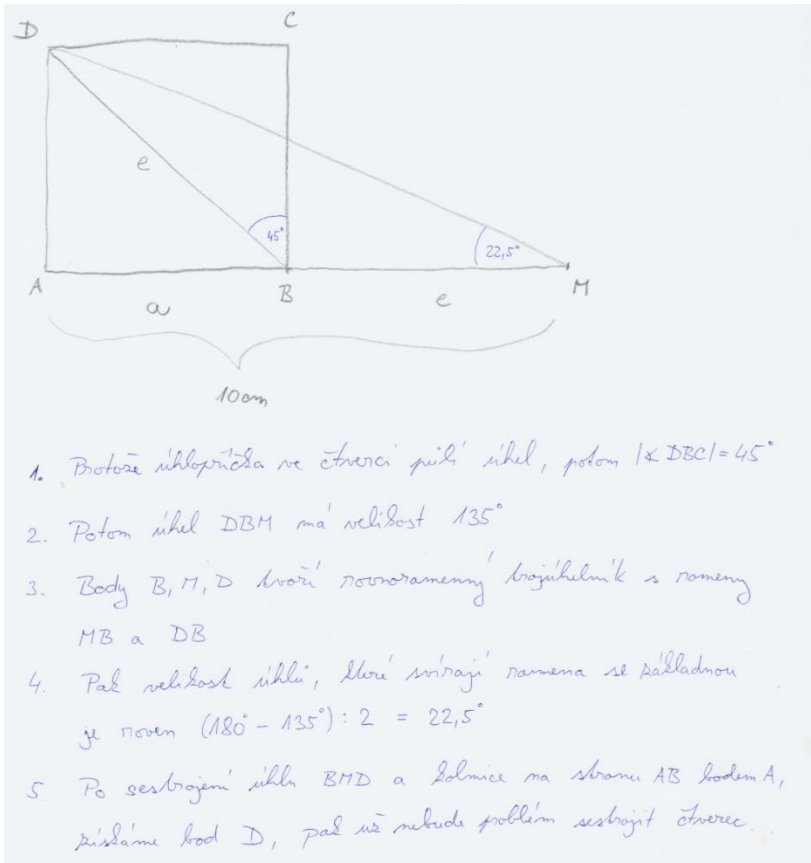 D
C
e
45°
22,5°
A
B
M
a
e
10cm
1. Protože úhlopříčka ve čtverci půlí úhel, potom |∢ DBC| = 45°
2. Potom úhel DBM má velikost 135°
3. Body B, M, D tvoří rovnoramenný trojúhelník s rameny
MB a DB
4. Pak velikost úhlů, které svírají ramena se základnou
je roven (180° - 135°) : 2 = 22,5°
5. Po sestrojení úhlu BMD a kolmice na stranu AB bodem A,
získáme bod D, pak už nebude problém sestrojit čtverec.